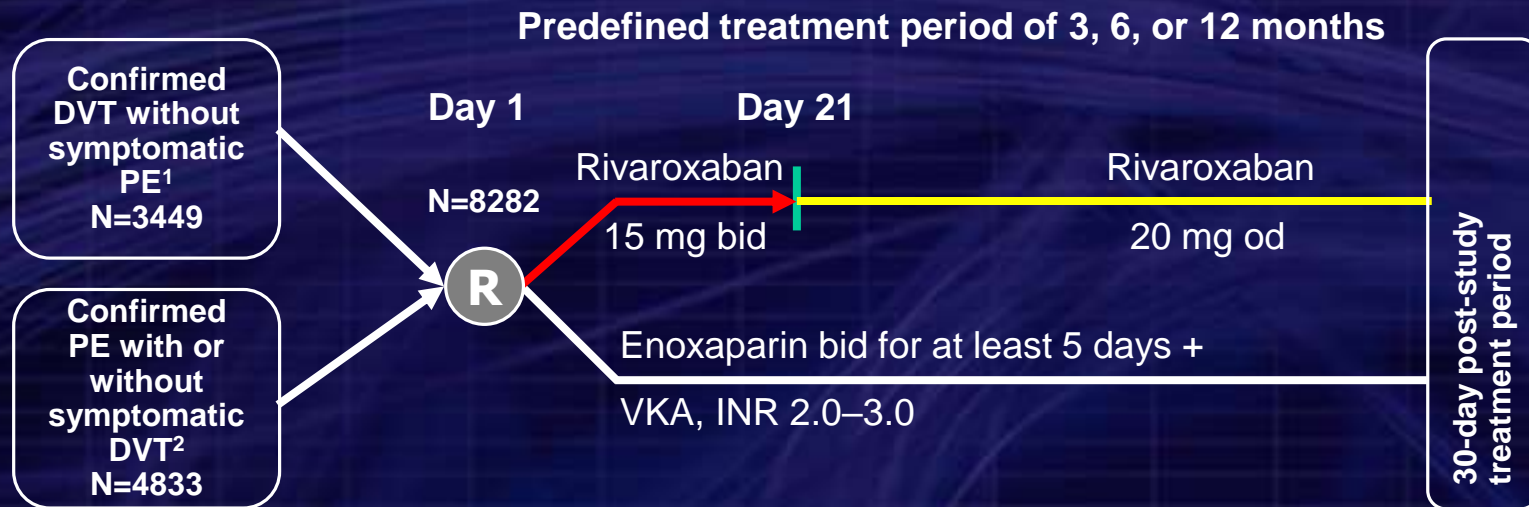 Predefined treatment period of 3, 6, or 12 months
Confirmed
DVT without
symptomatic
PE¹
N=3449
Confirmed
PE with or
without
symptomatic
DVT²
N=4833
Day 1
N=8282
R
Day 21
Rivaroxaban
15 mg bid
Rivaroxaban
20 mg od
Enoxaparin bid for at least 5 days +
VKA, INR 2.0–3.0
30-day post-study
treatment period